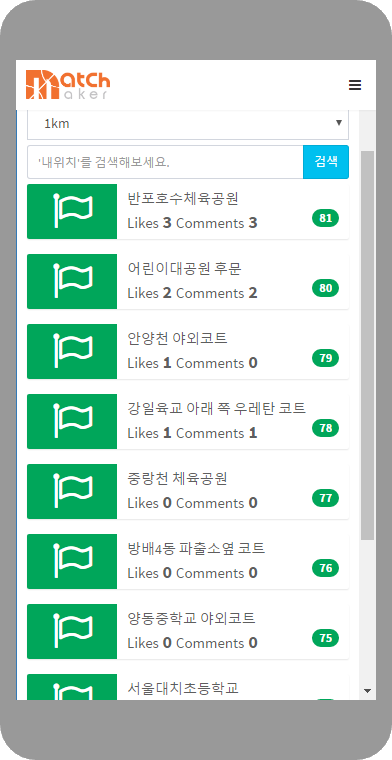 match
aker
1km
'내위치'를 검색해보세요.
검색
반포호수체육공원
Likes 3 Comments 3
81
어린이대공원 후문
Likes 2 Comments 2
80
안양천 야외코트
Likes 1 Comments 0
79
강일육교 아래 쪽 우레탄 코트
Likes 1 Comments 1
78
중랑천 체육공원
Likes 0 Comments 0
77
방배4동 파출소옆 코트
Likes 0 Comments 0
76
양동중학교 야외코트
Likes 0 Comments 0
75
서울대치초등학교